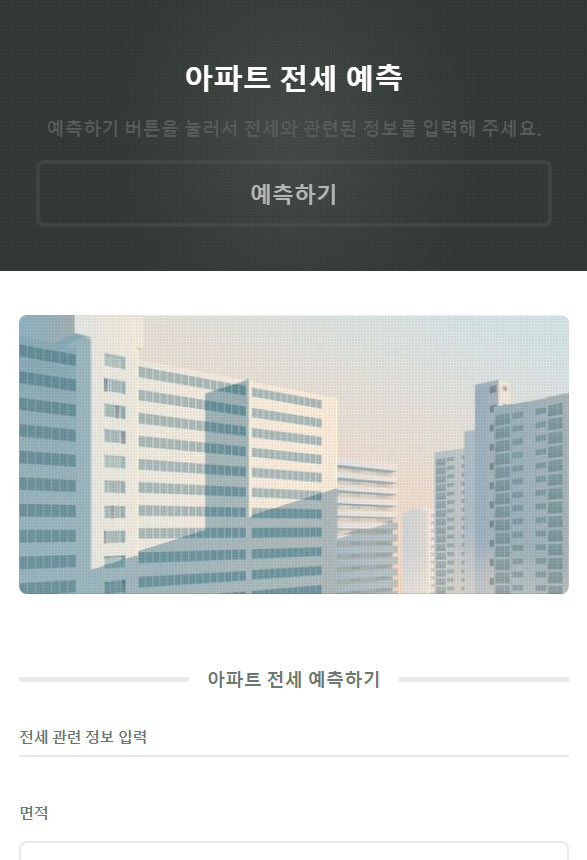 아파트 전세 예측
예측하기 버튼을 눌러서 전세와 관련된 정보를 입력해 주세요.
예측하기
아파트 전세 예측하기
전세 관련 정보 입력
면적